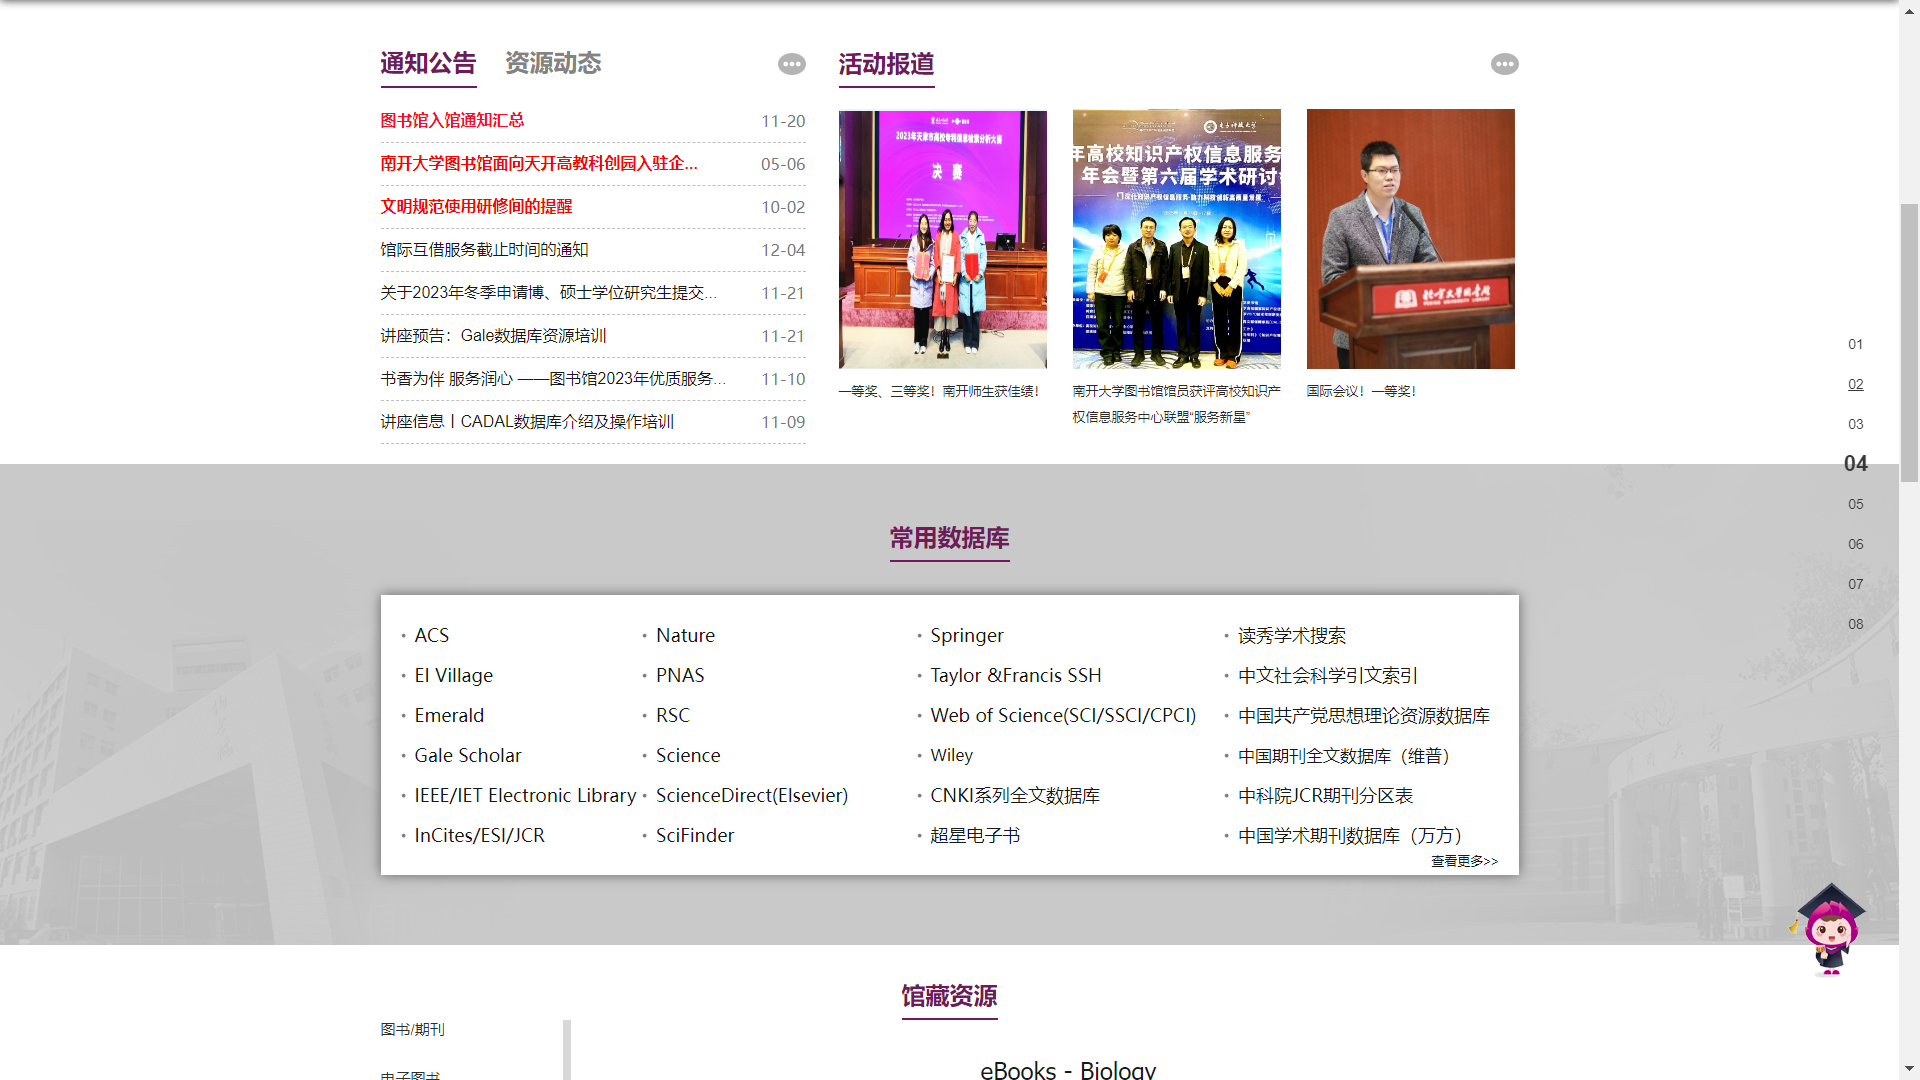 通知公告
资源动态
图书馆入馆通知汇总 11-20
南开大学图书馆面向天开高教科创园入驻企... 05-06
文明规范使用研修间的提醒 10-02
馆际互借服务截止时间的通知 12-04
关于2023年冬季申请博、硕士学位研究生提交... 11-21
讲座预告：Gale数据库资源培训 11-21
书香为伴 服务润心 ——图书馆2023年优质服务... 11-10
讲座信息丨CADAL数据库介绍及操作培训 11-09
活动报道
2023年天津市高校专利信息检索分析大赛
决 赛
一等奖、三等奖！南开师生获佳绩！
年高校知识产权信息服务
年会暨第六届学术研讨
南开大学图书馆馆员获评高校知识产
权信息服务中心联盟“服务新星”
国际会议！一等奖！
01
02
03
04
05
06
07
08
常用数据库
ACS
EI Village
Emerald
Gale Scholar
IEEE/IET Electronic Library
InCites/ESI/JCR
Nature
PNAS
RSC
Science
ScienceDirect(Elsevier)
SciFinder
Springer
Taylor &Francis SSH
Web of Science(SCI/SSCI/CPCI)
Wiley
CNKI系列全文数据库
超星电子书
读秀学术搜索
中文社会科学引文索引
中国共产党思想理论资源数据库
中国期刊全文数据库（维普）
中科院JCR期刊分区表
中国学术期刊数据库（万方）
查看更多>>
馆藏资源
图书/期刊
电子图书
eBooks - Biology